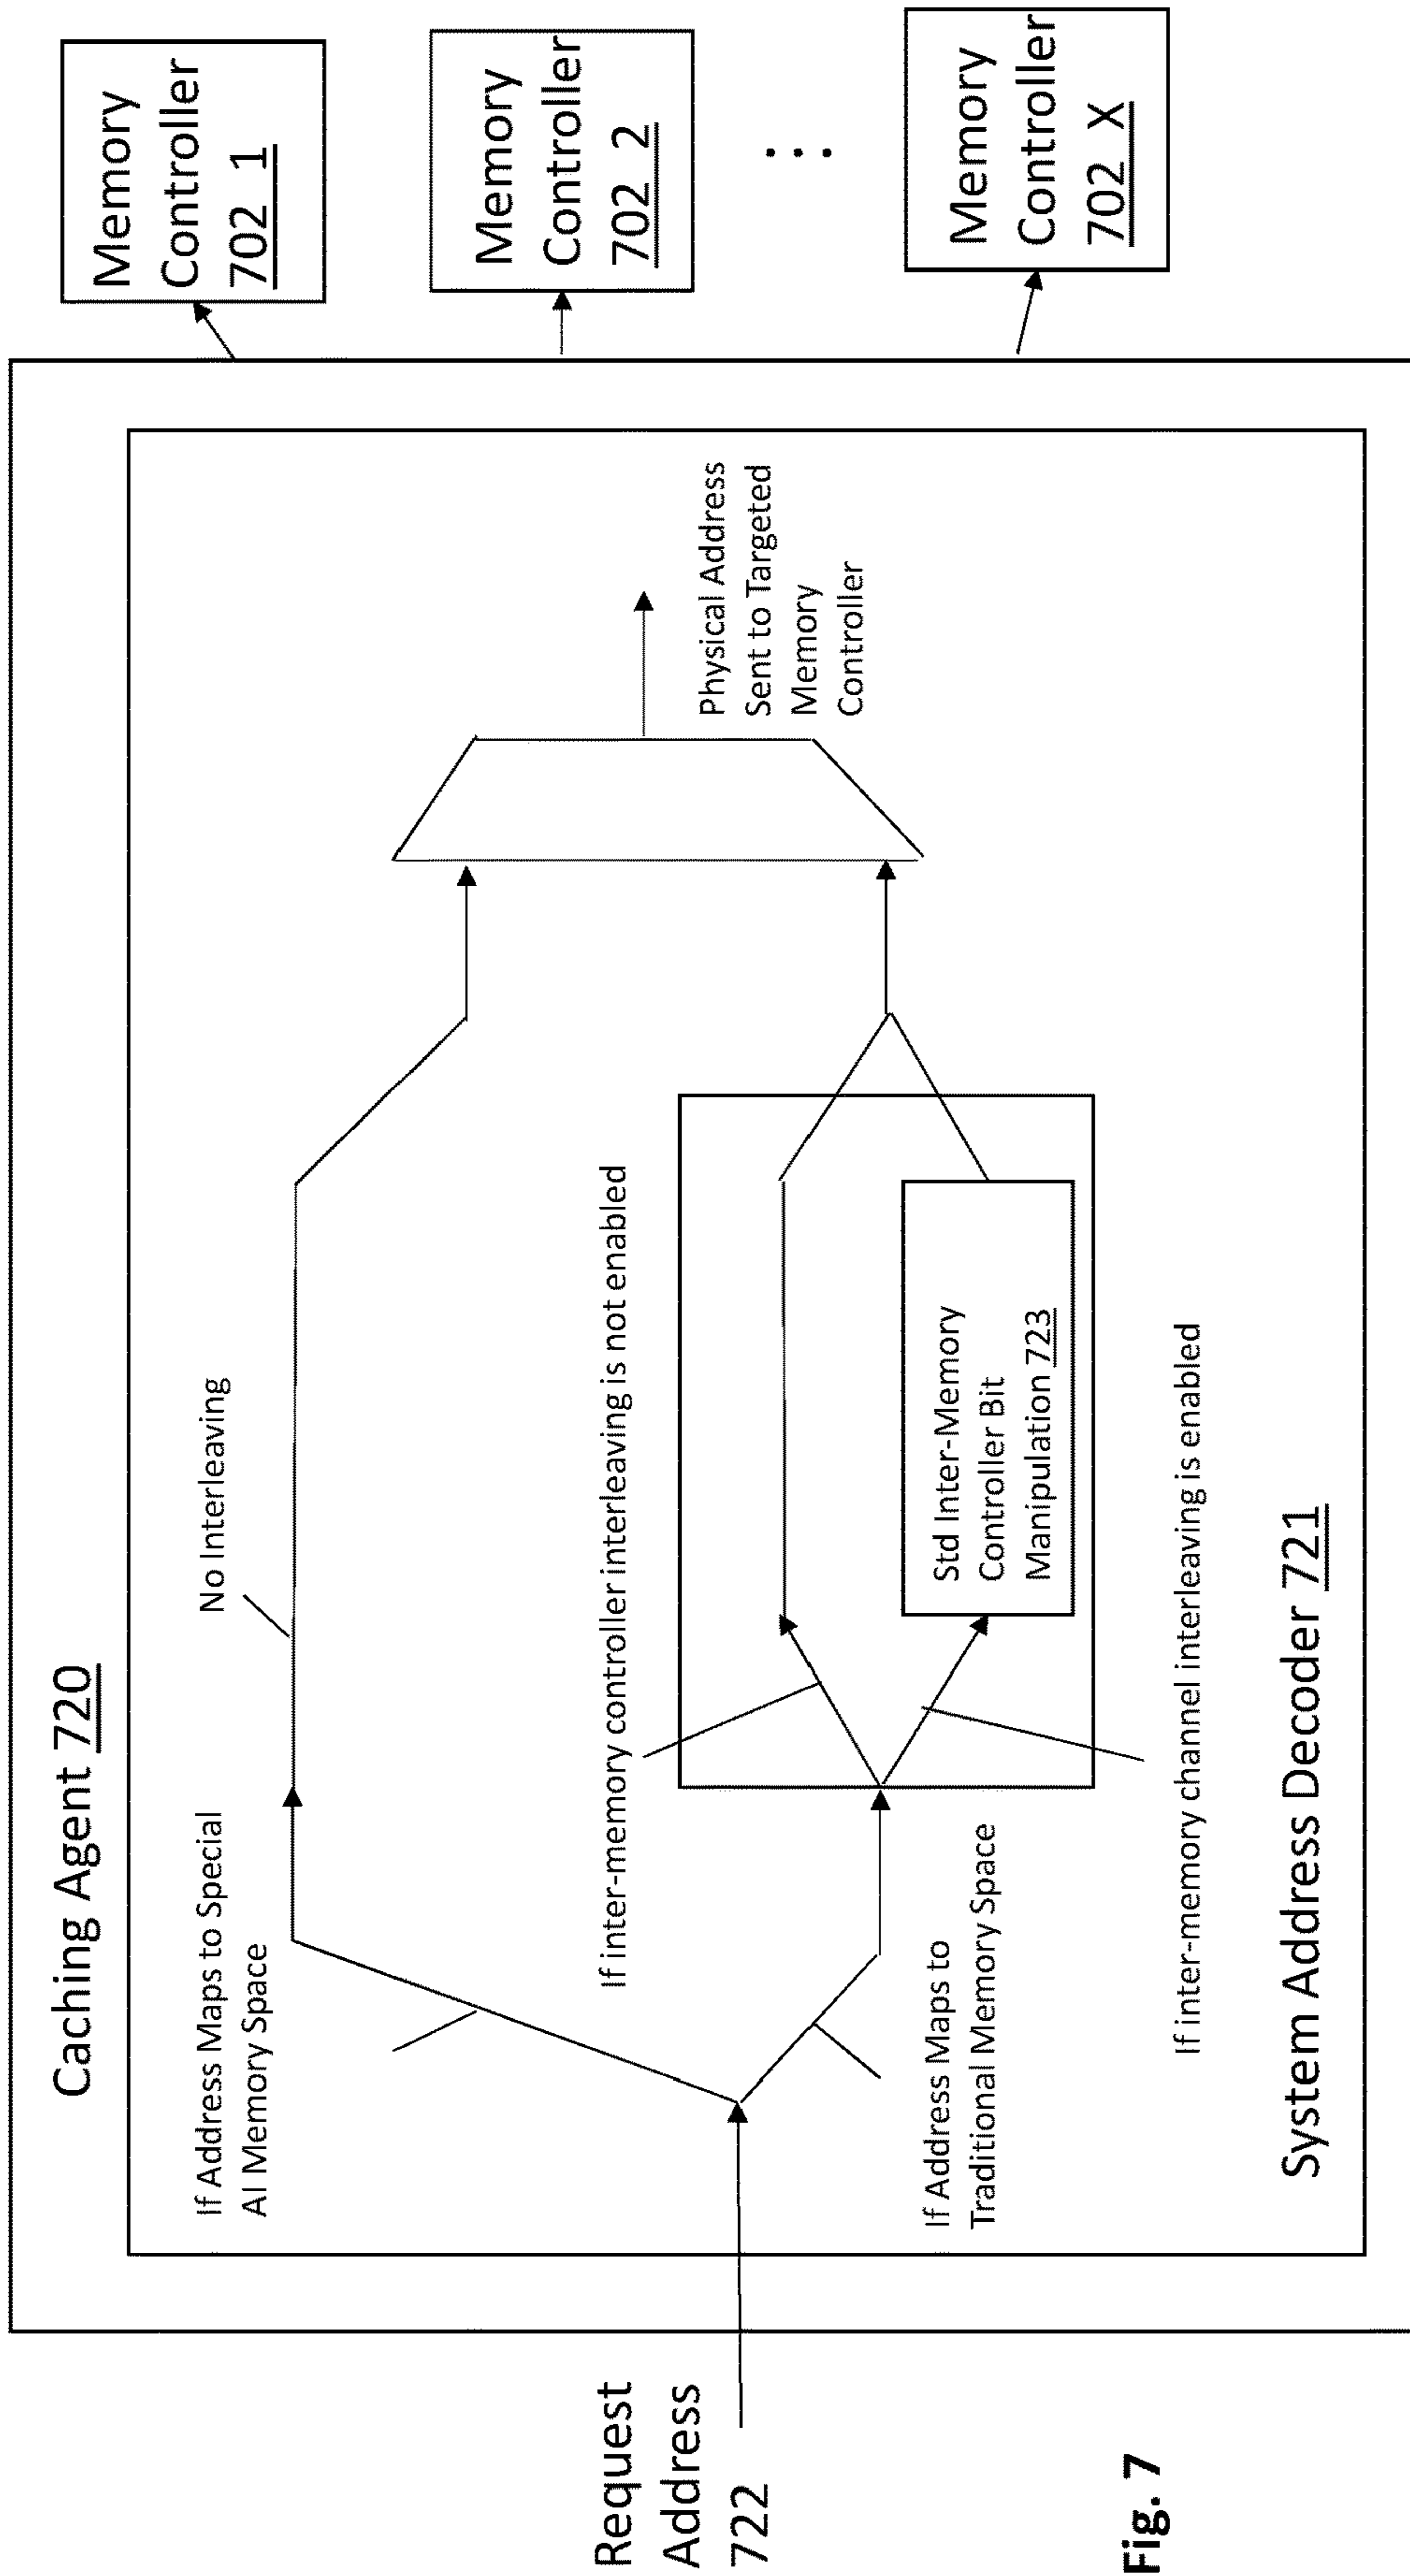 Caching Agent 720
Memory
Controller
702_1
Memory
Controller
702_2
...
Memory
Controller
702_X
If Address Maps to Special
AI Memory Space
No Interleaving
If inter-memory controller interleaving is not enabled
Physical Address
Sent to Targeted
Memory
Controller
Request
Address
722
If Address Maps to
Traditional Memory Space
Std Inter-Memory
Controller Bit
Manipulation 723
If inter-memory channel interleaving is enabled
System Address Decoder 721
Fig. 7